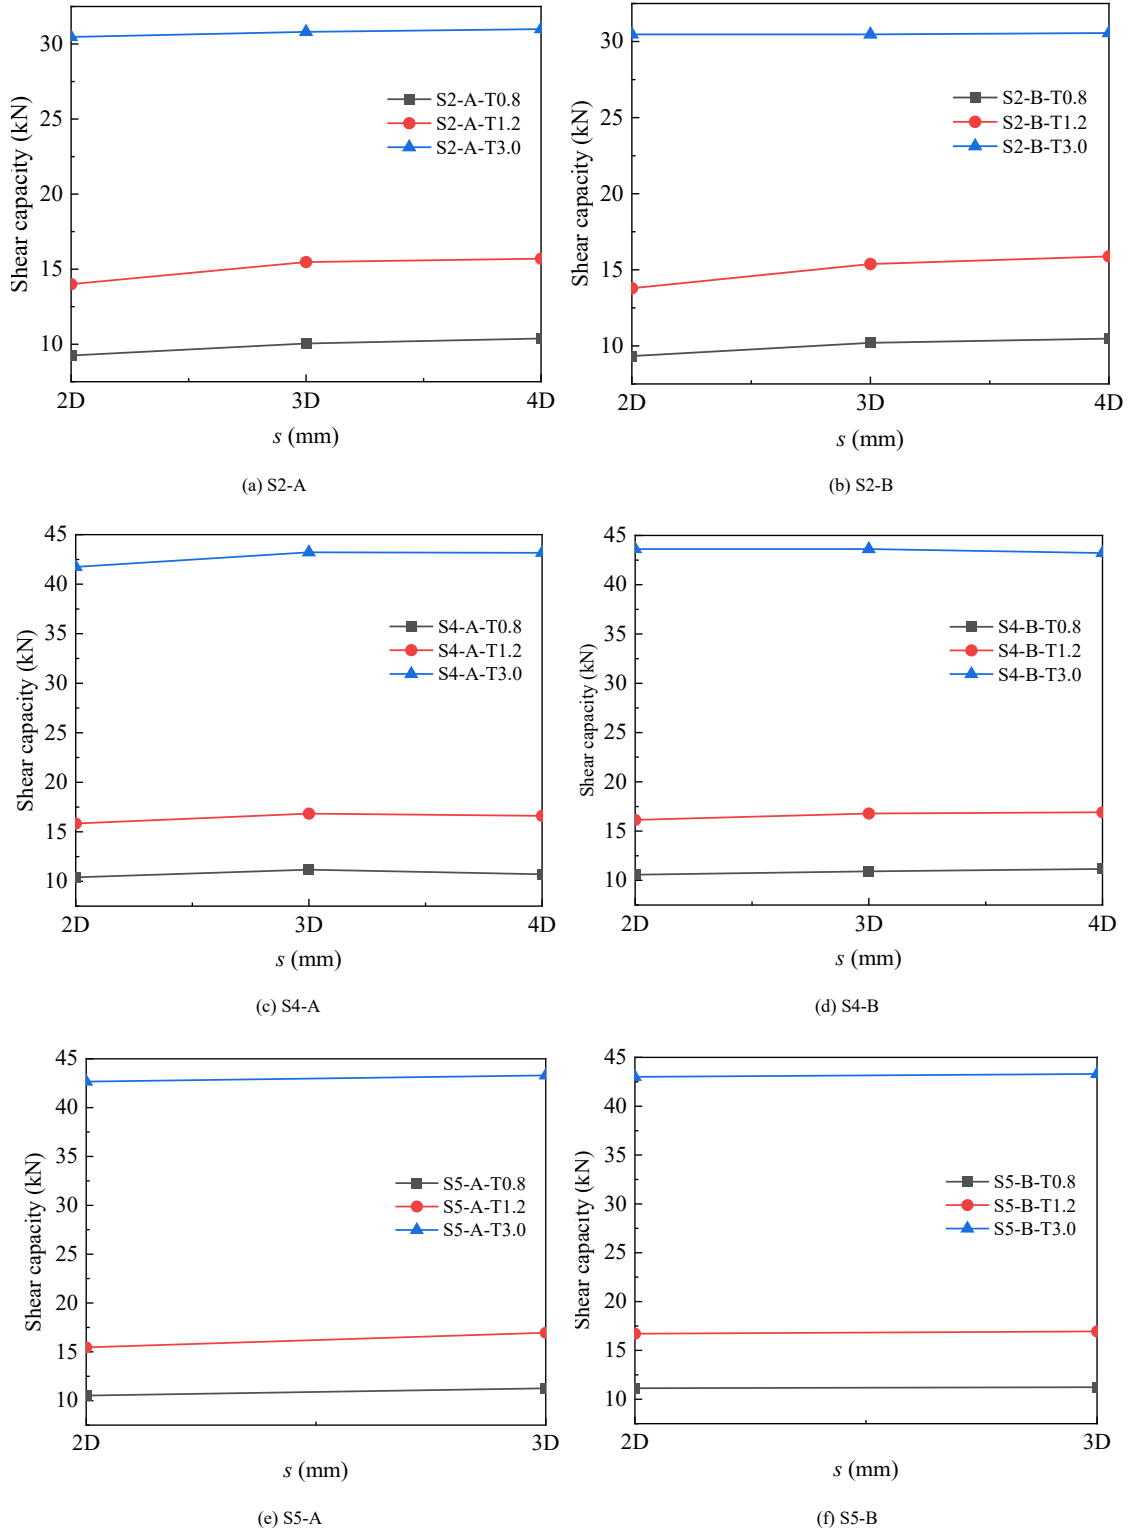 Shear capacity (kN)
30
25
20
15
10
2D
3D
4D
s (mm)
S2-A-T0.8
S2-A-T1.2
S2-A-T3.0
(a) S2-A
Shear capacity (kN)
30
25
20
15
10
2D
3D
4D
s (mm)
S2-B-T0.8
S2-B-T1.2
S2-B-T3.0
(b) S2-B
Shear capacity (kN)
45
40
35
30
25
20
15
10
2D
3D
4D
s (mm)
S4-A-T0.8
S4-A-T1.2
S4-A-T3.0
(c) S4-A
Shear capacity (kN)
45
40
35
30
25
20
15
10
2D
3D
4D
s (mm)
S4-B-T0.8
S4-B-T1.2
S4-B-T3.0
(d) S4-B
Shear capacity (kN)
45
40
35
30
25
20
15
10
2D
3D
s (mm)
S5-A-T0.8
S5-A-T1.2
S5-A-T3.0
(e) S5-A
Shear capacity (kN)
45
40
35
30
25
20
15
10
2D
3D
s (mm)
S5-B-T0.8
S5-B-T1.2
S5-B-T3.0
(f) S5-B